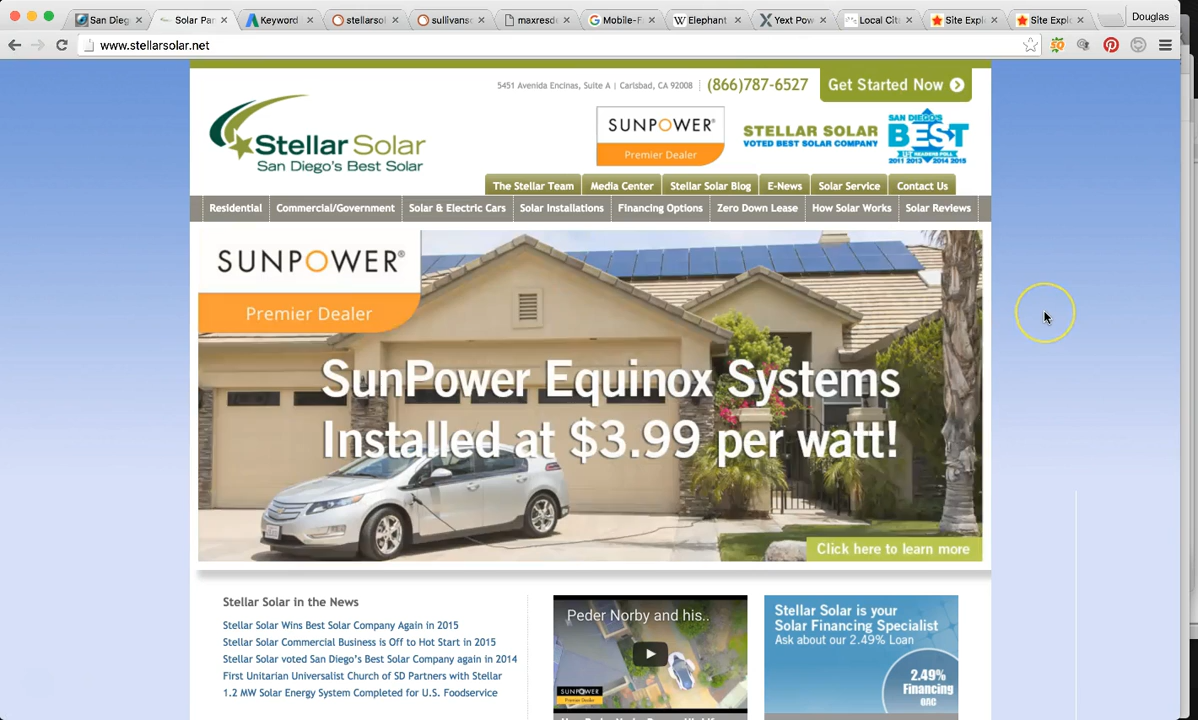 San Dieg
Solar Par
Keyword
stellarsol
sullivansc
maxresde
Mobile-F
Elephant
Yext Pow
Local Cita
Site Explo
Site Explo
Douglas
www.stellarsolar.net
5451 Avenida Encinas, Suite A | Carlsbad, CA 92008 | (866)787-6527
Get Started Now
Stellar Solar
San Diego's Best Solar
SUNPOWER®
Premier Dealer
STELLAR SOLAR
VOTED BEST SOLAR COMPANY
SAN DIEGO'S
BEST
2011 2013 2014 2015
The Stellar Team
Media Center
Stellar Solar Blog
E-News
Solar Service
Contact Us
Residential
Commercial/Government
Solar & Electric Cars
Solar Installations
Financing Options
Zero Down Lease
How Solar Works
Solar Reviews
SUNPOWER®
Premier Dealer
SunPower Equinox Systems
Installed at $3.99 per watt!
Click here to learn more
Stellar Solar in the News
Stellar Solar Wins Best Solar Company Again in 2015
Stellar Solar Commercial Business is Off to Hot Start in 2015
Stellar Solar voted San Diego's Best Solar Company again in 2014
First Unitarian Universalist Church of SD Partners with Stellar
1.2 MW Solar Energy System Completed for U.S. Foodservice
Peder Norby and his..
SUNPOWER
Premier Dealer
Stellar Solar is your
Solar Financing Specialist
Ask about our 2.49% Loan
2.49%
Financing
OAC